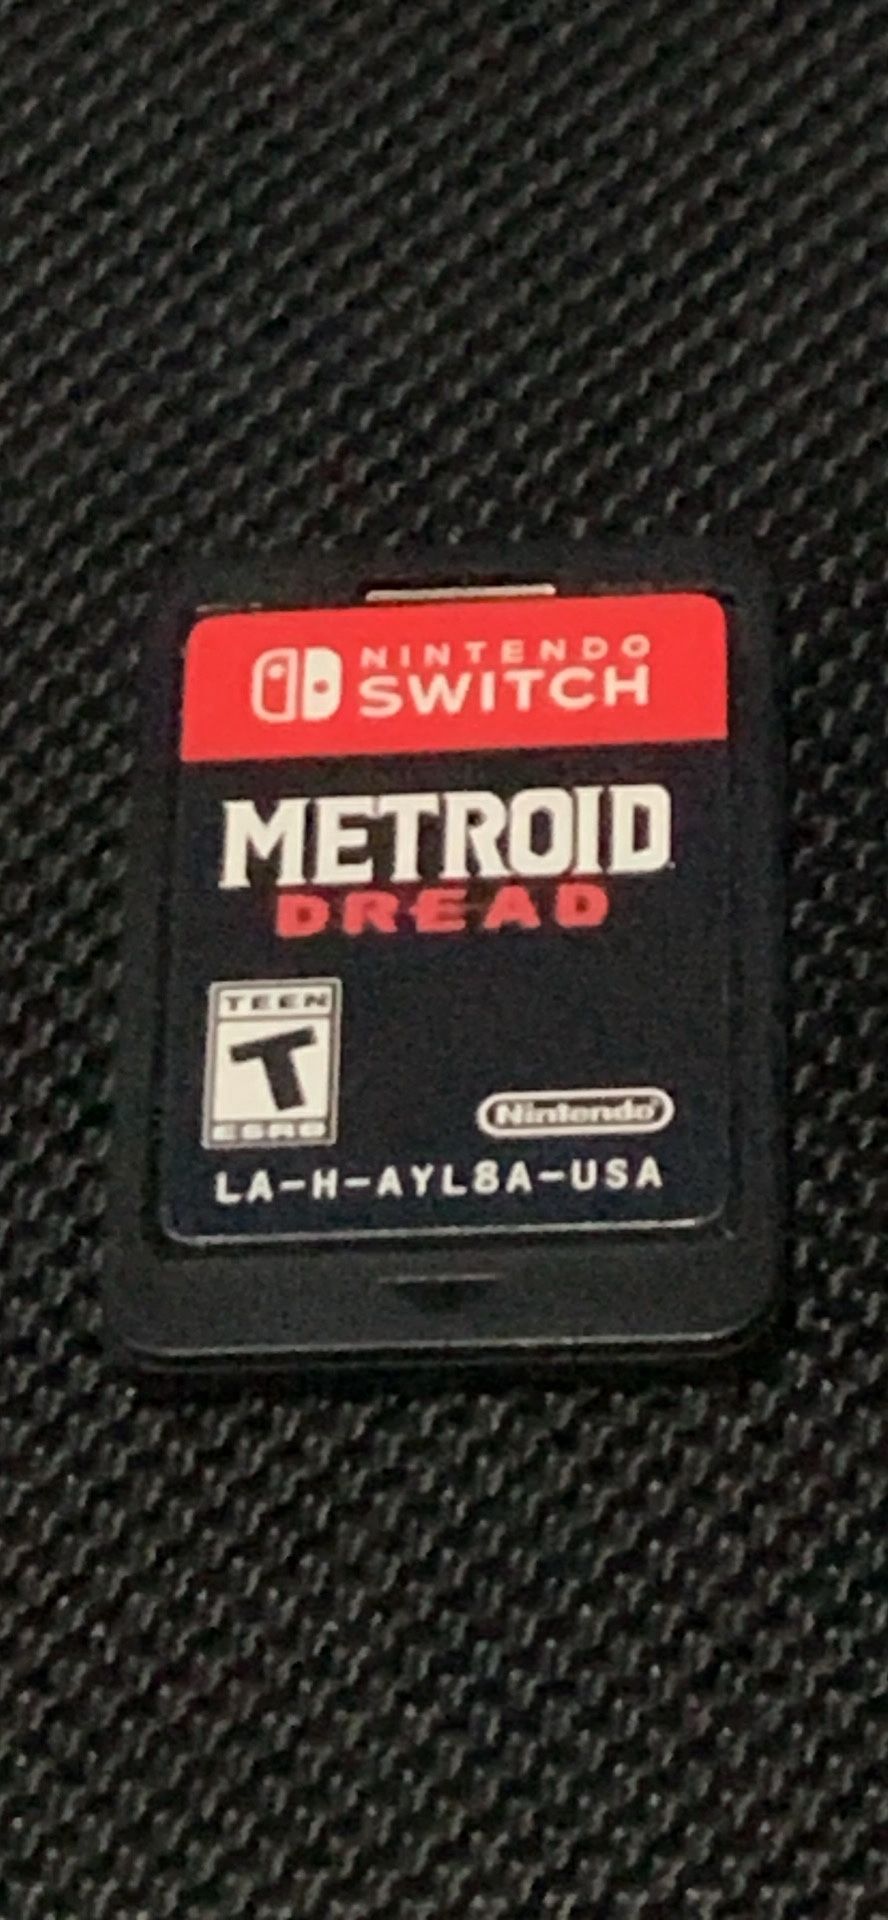 NINTENDO
SWITCH
METROID
DREAD
TEEN
T
ESRB
Nintendo
LA-H-AYL8A-USA